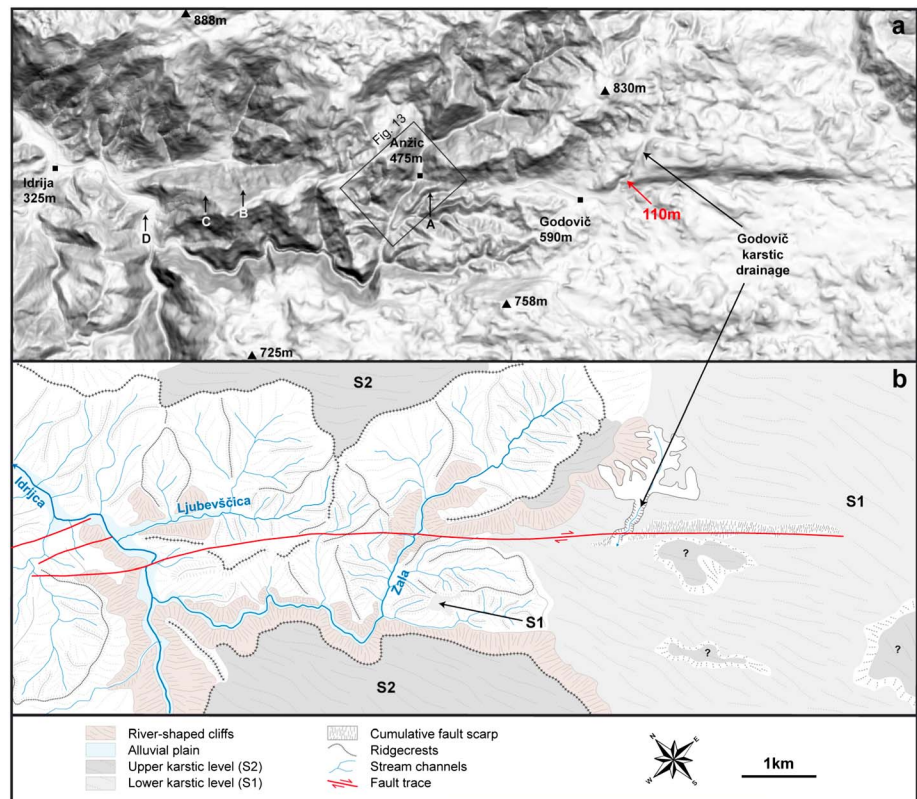 a
888m
830m
Fig. 13
Anžic
475m
Idrija
325m
C
B
A
D
110m
Godovič
590m
Godovič
karstic
drainage
758m
725m
b
S2
Idrijca
Ljubevščica
S1
Zala
?
S1
?
?
S2
River-shaped cliffs
Alluvial plain
Upper karstic level (S2)
Lower karstic level (S1)
Cumulative fault scarp
Ridgecrests
Stream channels
Fault trace
N
E
S
W
1km